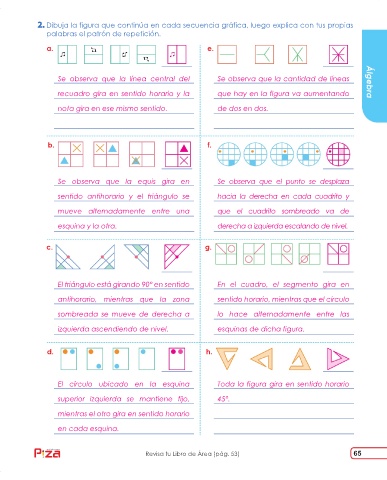 2. Dibuja la figura que continúa en cada secuencia gráfica, luego explica con tus propias
palabras el patrón de repetición.
a.
Se observa que la línea central del
recuadro gira en sentido horario y la
nota gira en ese mismo sentido.
e.
Se observa que la cantidad de líneas
que hay en la figura va aumentando
de dos en dos.
Álgebra
b.
Se observa que la equis gira en
sentido antihorario y el triángulo se
mueve alternadamente entre una
esquina y la otra.
f.
Se observa que el punto se desplaza
hacia la derecha en cada cuadrito y
que el cuadrito sombreado va de
derecha a izquierda escalando de nivel.
c.
El triángulo está girando 90° en sentido
antihorario, mientras que la zona
sombreada se mueve de derecha a
izquierda ascendiendo de nivel.
g.
En el cuadro, el segmento gira en
sentido horario, mientras que el círculo
lo hace alternadamente entre las
esquinas de dicha figura.
d.
El círculo ubicado en la esquina
superior izquierda se mantiene fijo,
mientras el otro gira en sentido horario
en cada esquina.
h.
Toda la figura gira en sentido horario
45°.
Piza
Revisa tu Libro de Área (pág. 53)
65